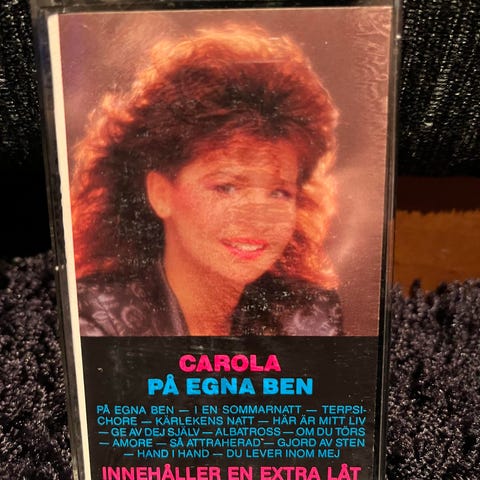 CAROLA
PÅ EGNA BEN
PÅ EGNA BEN — I EN SOMMARNATT — TERPSI-
CHORE — KÄRLEKENS NATT — HÄR ÄR MITT LIV
— GE AV DEJ SJÄLV — ALBATROSS — OM DU TÖRS
— AMORE — SÅ ATTRAHERAD — GJORD AV STEN
— HAND I HAND — DU LEVER INOM MEJ
INNEHÅLLER EN EXTRA LÅT